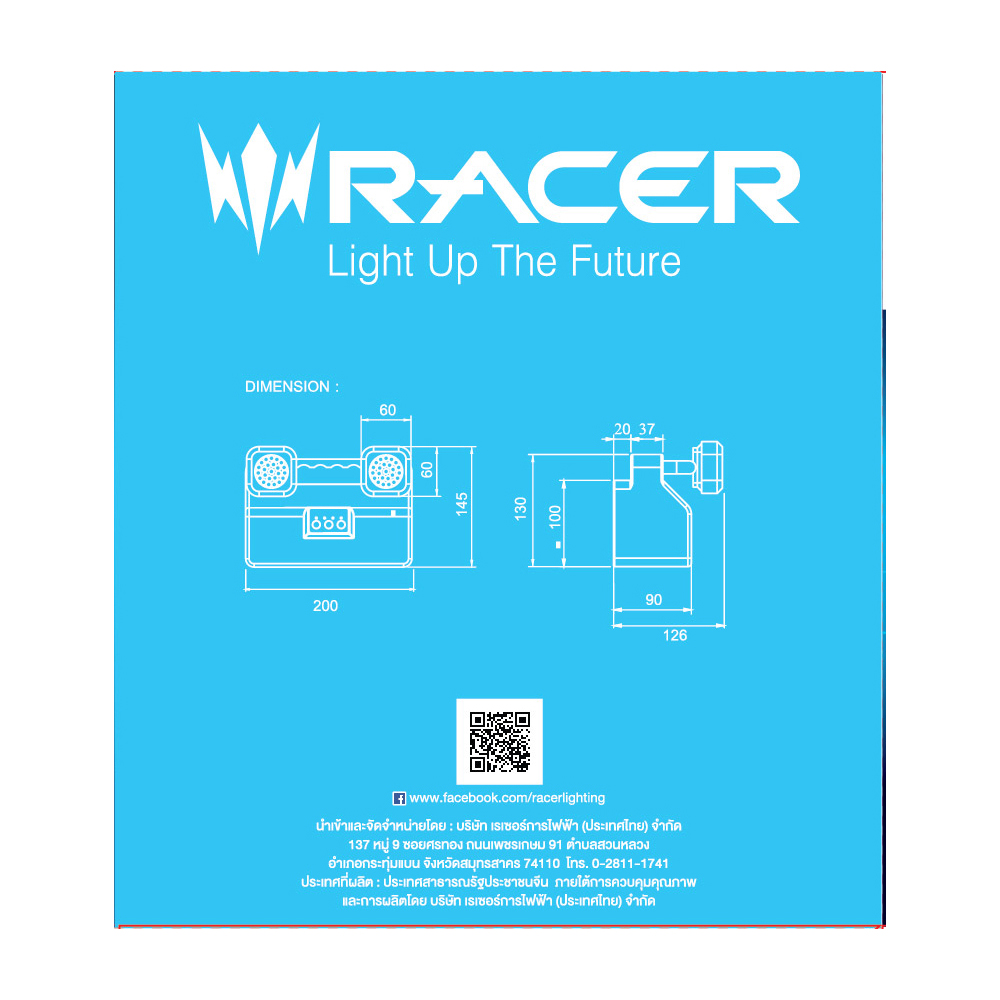 RACER
Light Up The Future
DIMENSION :
60
60
145
200
20 37
130
100
90
126
www.facebook.com/racerlighting
นำเข้าและจัดจำหน่ายโดย : บริษัท เรเซอร์การไฟฟ้า (ประเทศไทย) จำกัด
137 หมู่ 9 ซอยศรทอง ถนนเพชรเกษม 91 ตำบลสวนหลวง
อำเภอกระทุ่มแบน จังหวัดสมุทรสาคร 74110 โทร. 0-2811-1741
ประเทศที่ผลิต : ประเทศสาธารณรัฐประชาชนจีน ภายใต้การควบคุมคุณภาพ
และการผลิตโดย บริษัท เรเซอร์การไฟฟ้า (ประเทศไทย) จำกัด